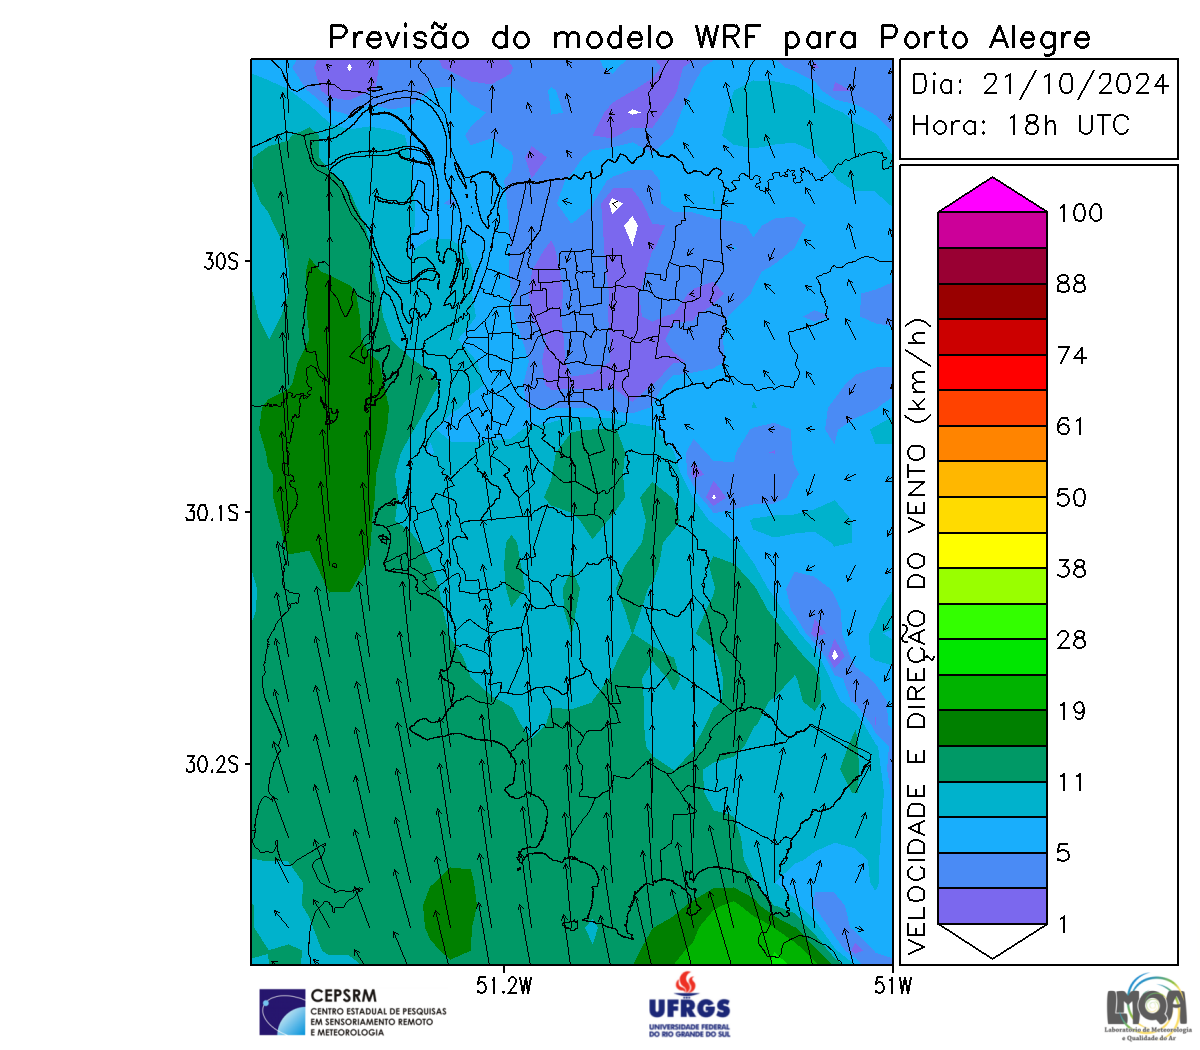 Previsão do modelo WRF para Porto Alegre
Dia: 21/10/2024
Hora: 18h UTC
30S
30.1S
30.2S
51.2W
51W
VELOCIDADE E DIREÇÃO DO VENTO (km/h)
100
88
74
61
50
38
28
19
11
5
1
CEPSRM
CENTRO ESTADUAL DE PESQUISAS
EM SENSORIAMENTO REMOTO
E METEOROLOGIA
UFRGS
UNIVERSIDADE FEDERAL
DO RIO GRANDE DO SUL
LMQA
Laboratório de Meteorologia
e Qualidade do Ar